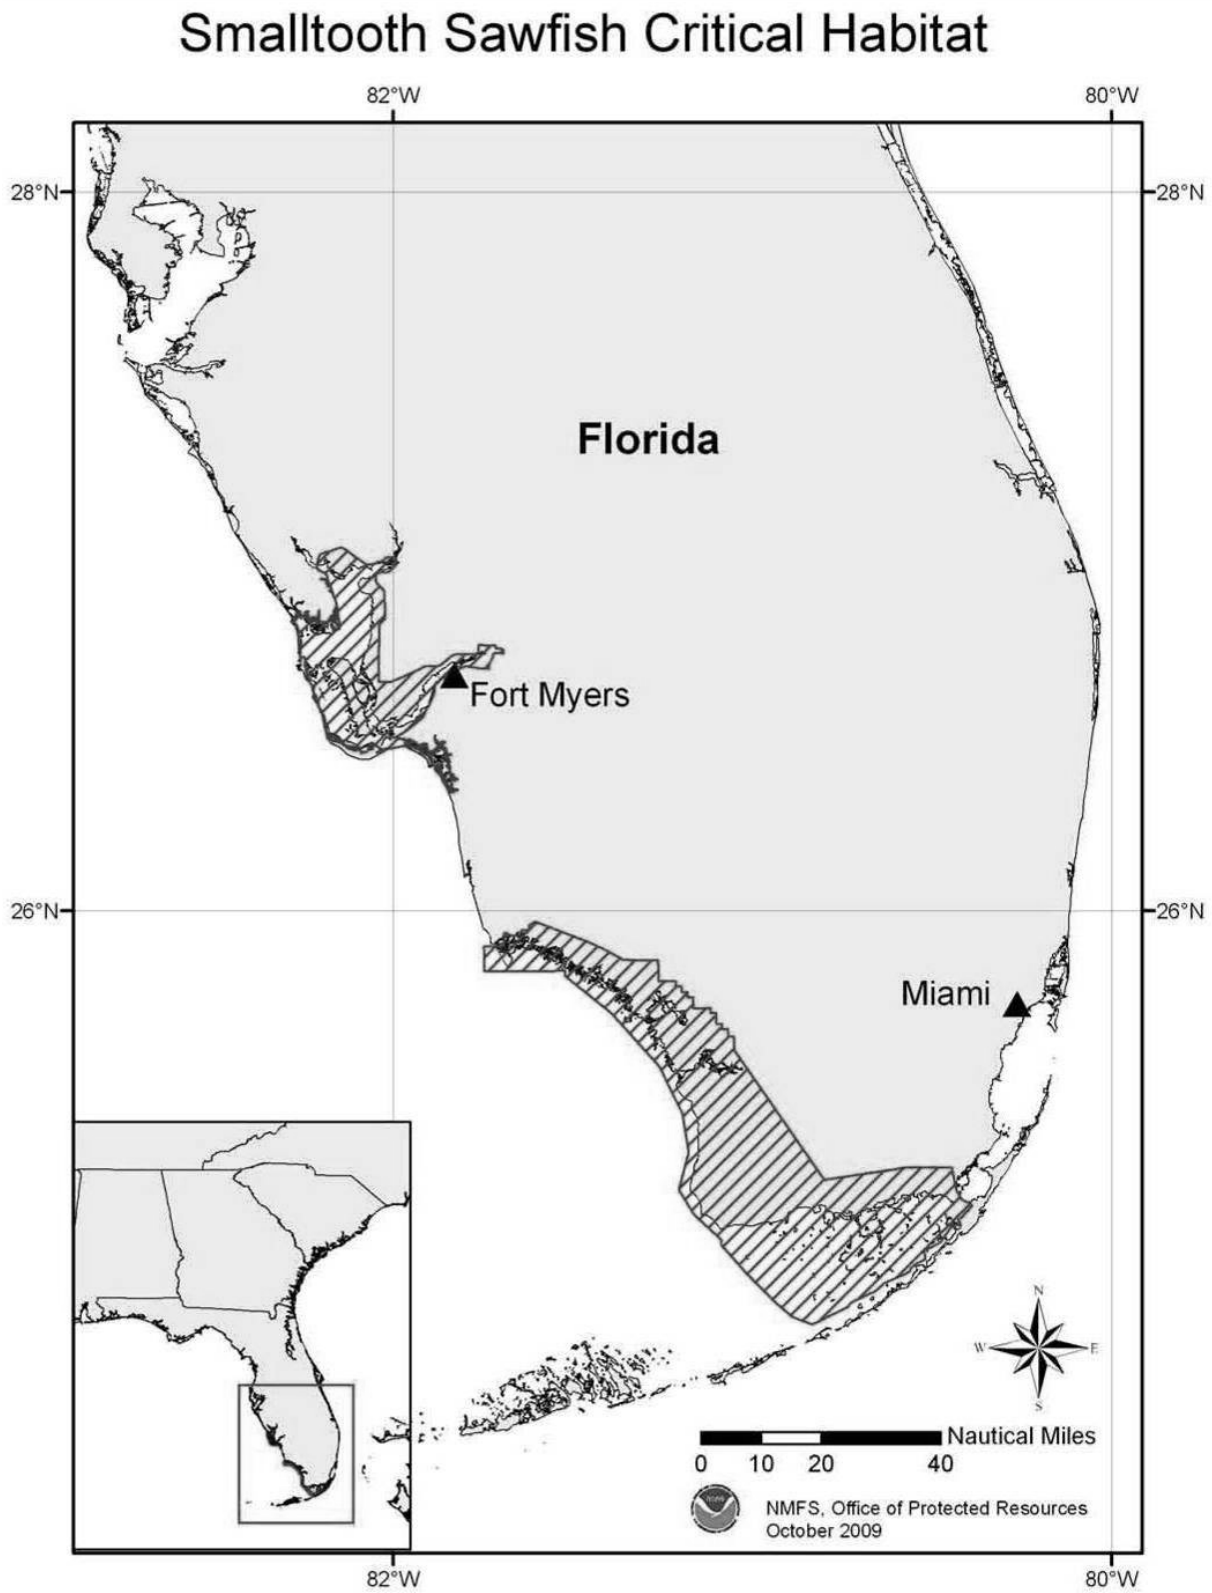 Smalltooth Sawfish Critical Habitat
82°W 80°W
28°N 28°N
Florida
Fort Myers
26°N 26°N
Miami
N
W E
S
Nautical Miles
0 10 20 40
NMFS, Office of Protected Resources
October 2009
82°W 80°W